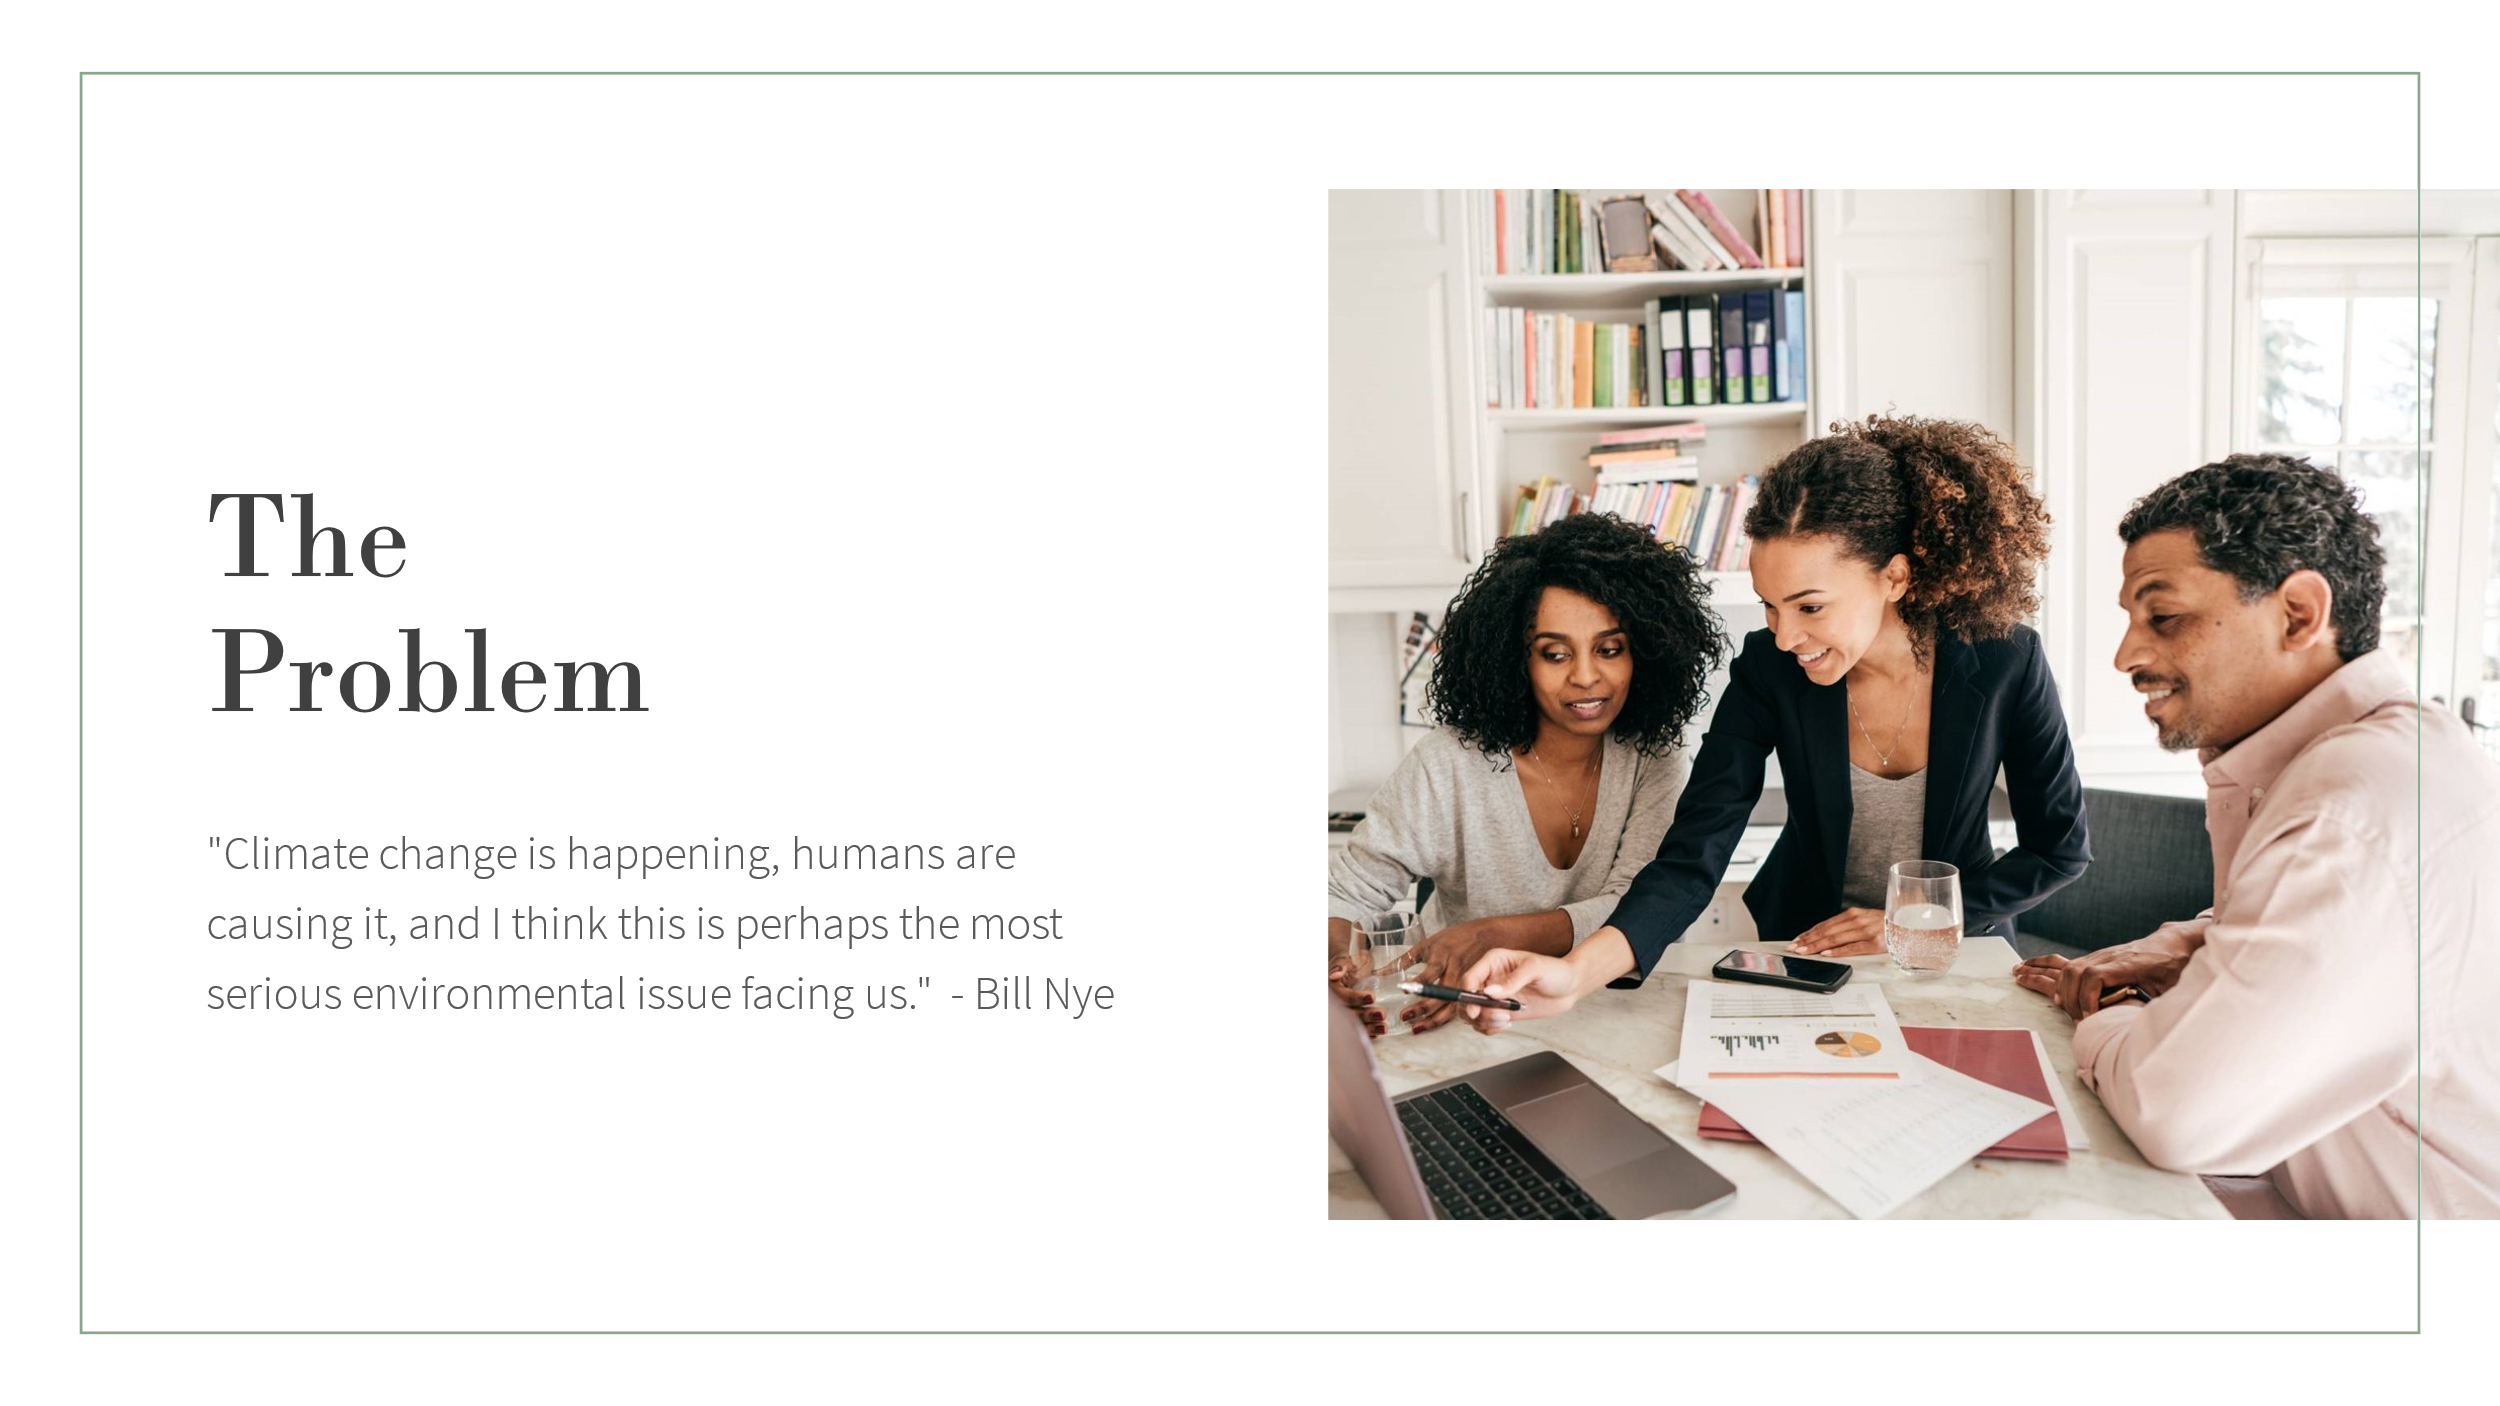 The
Problem
"Climate change is happening, humans are
causing it, and I think this is perhaps the most
serious environmental issue facing us."  - Bill Nye